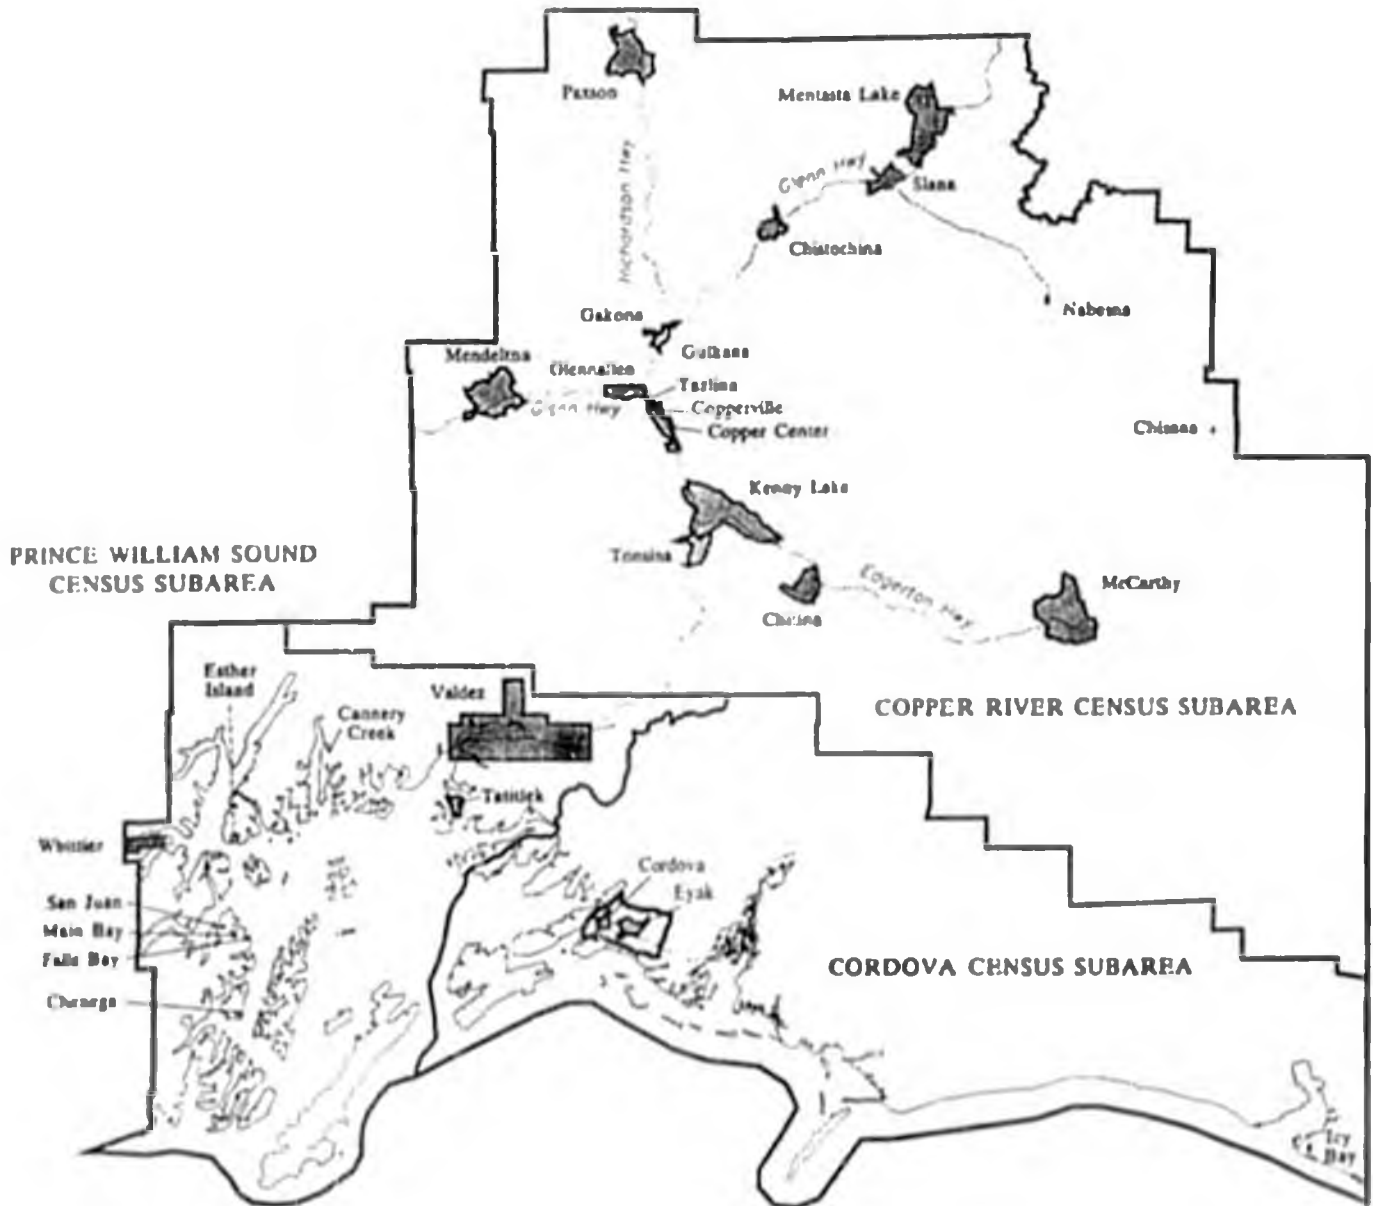 Paxson
Mentasta Lake
Richardson Hwy
Glenn Hwy
Slana
Chistochina
Nabesna
Gakona
Gulkana
Mendeltna
Glennallen
Tazlina
Glenn Hwy
Copperville
Copper Center
Chisana
Kenny Lake
PRINCE WILLIAM SOUND
CENSUS SUBAREA
Tonsina
Chitina
Edgerton Hwy
McCarthy
Esther
Island
Valdez
COPPER RIVER CENSUS SUBAREA
Cannery
Creek
Tatitlek
Whittier
Cordova
Eyak
San Juan
Main Bay
Falls Bay
CORDOVA CENSUS SUBAREA
Chenega
Icy
Bay